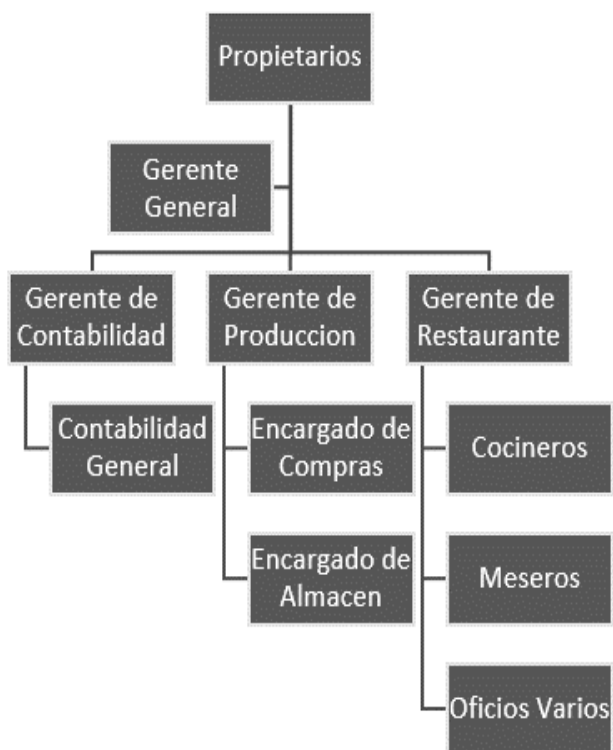 Propietarios
Gerente
General
Gerente de
Contabilidad
Gerente de
Produccion
Gerente de
Restaurante
Contabilidad
General
Encargado de
Compras
Cocineros
Encargado de
Almacen
Meseros
Oficios Varios